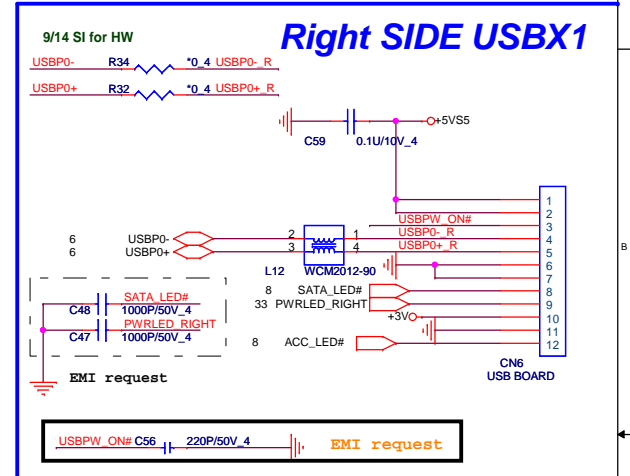 Right SIDE USBX1
9/14 SI for HW
USBP0- R34 *0_4 USBP0-_R
USBP0+ R32 *0_4 USBP0+_R
C59 0.1U/10V_4 +5VS5
1
2
USBPW_ON# 3
6 USBP0- 2 1 USBP0-_R 4
6 USBP0+ 3 4 USBP0+_R 5
L12 WCM2012-90 6
7
8 SATA_LED# 8
33 PWRLED_RIGHT 9
+3V 10
11
8 ACC_LED# 12
CN6
USB BOARD
C48 SATA_LED#
1000P/50V_4
C47 PWRLED_RIGHT
1000P/50V_4
EMI request
USBPW_ON# C56 220P/50V_4 EMI request
B